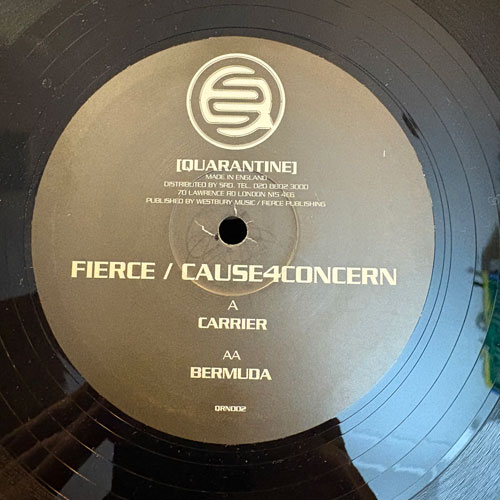 [QUARANTINE]
MADE IN ENGLAND
DISTRIBUTED BY SRD. TEL. 020 8802 3000
70 LAWRENCE RD LONDON N15 4EG
PUBLISHED BY WESTBURY MUSIC / FIERCE PUBLISHING
FIERCE / CAUSE4CONCERN
A
CARRIER
AA
BERMUDA
QRN002